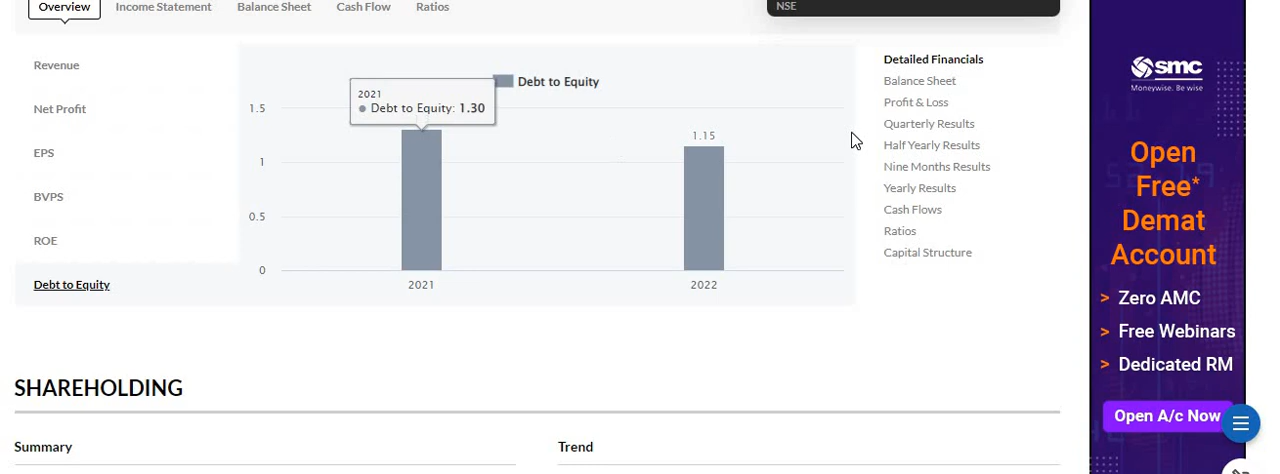 Overview Income Statement Balance Sheet Cash Flow Ratios
NSE
Revenue
Net Profit
EPS
BVPS
ROE
Debt to Equity
Debt to Equity
2021
Debt to Equity: 1.30
1.5
1
0.5
0
1.15
2021 2022
Detailed Financials
Balance Sheet
Profit & Loss
Quarterly Results
Half Yearly Results
Nine Months Results
Yearly Results
Cash Flows
Ratios
Capital Structure
smc
Moneywise. Be wise
Open
Free*
Demat
Account
> Zero AMC
> Free Webinars
> Dedicated RM
Open A/c Now
SHAREHOLDING
Summary Trend